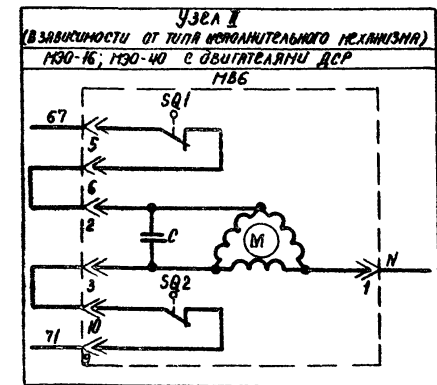 Узел II
(В зависимости от типа исполнительного механизма)
МЭО-16; МЭО-40 с двигателями ДСР
МВ6
SQ1
67
5
6
2
C
М
N
3
1
SQ2
10
71
9